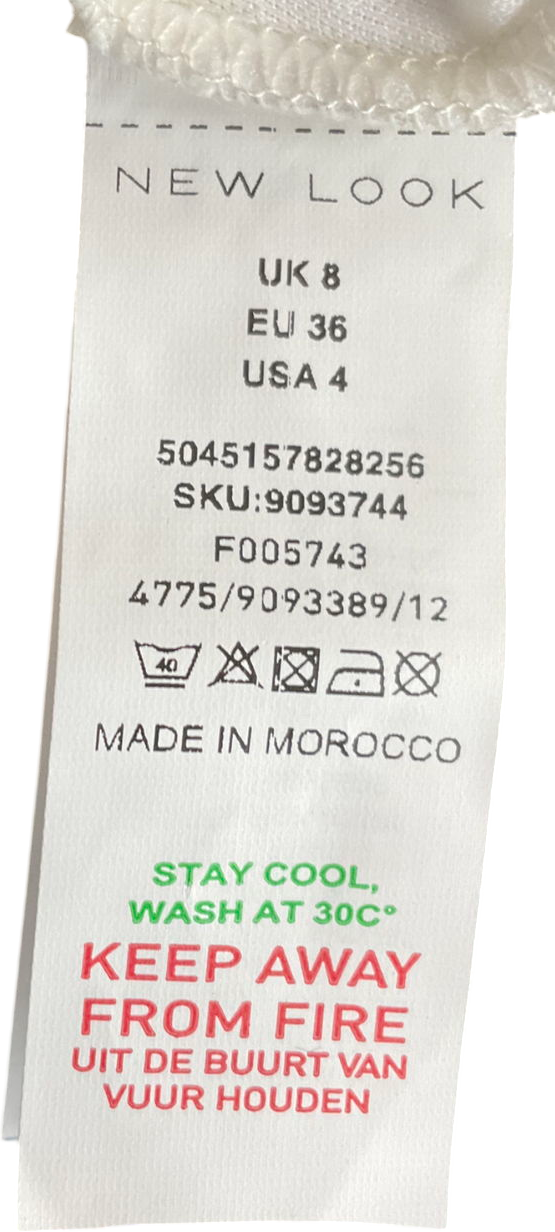 NEW LOOK
UK 8
EU 36
USA 4
5045157828256
SKU:9093744
F005743
4775/9093389/12
40
MADE IN MOROCCO
STAY COOL,
WASH AT 30C°
KEEP AWAY
FROM FIRE
UIT DE BUURT VAN
VUUR HOUDEN